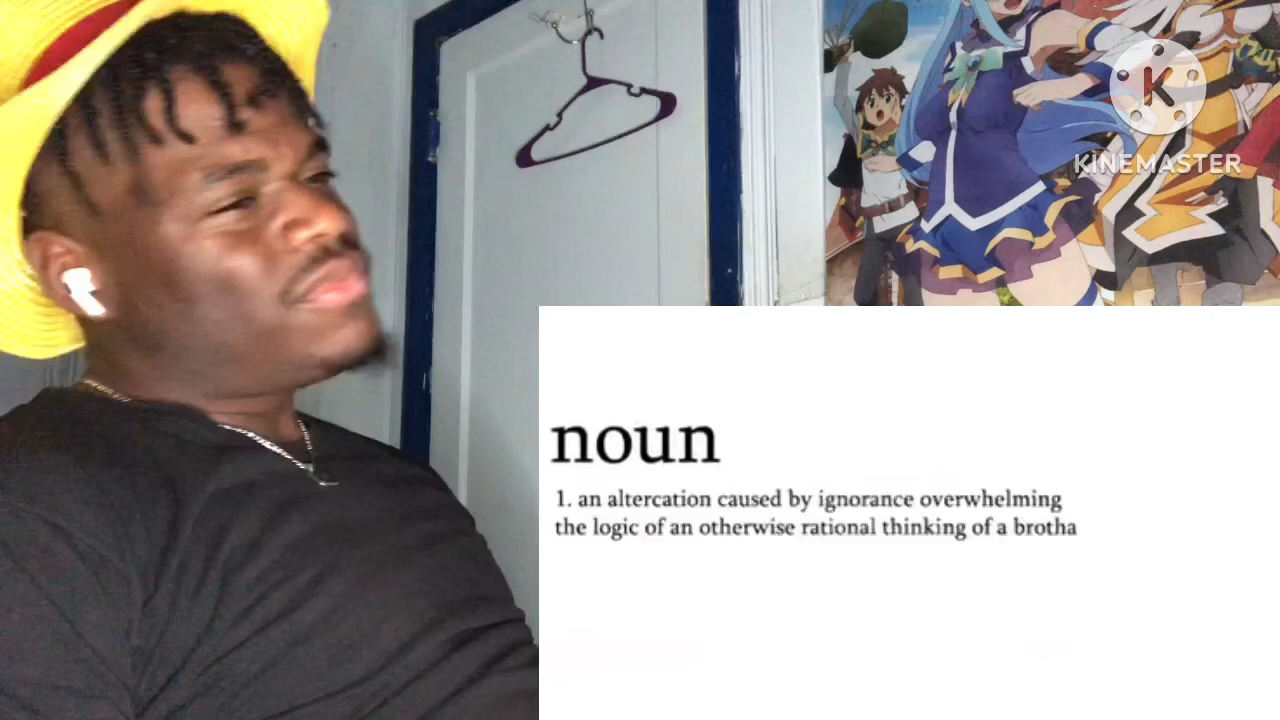 K
KINEMASTER
noun
1. an altercation caused by ignorance overwhelming
the logic of an otherwise rational thinking of a brotha